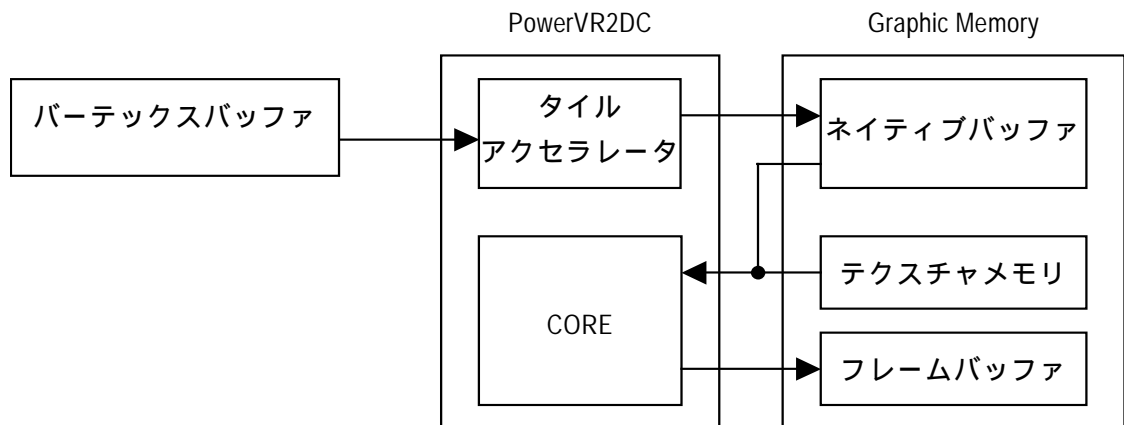 PowerVR2DC
Graphic Memory
バーテックスバッファ
タイル
アクセラレータ
ネイティブバッファ
CORE
テクスチャメモリ
フレームバッファ